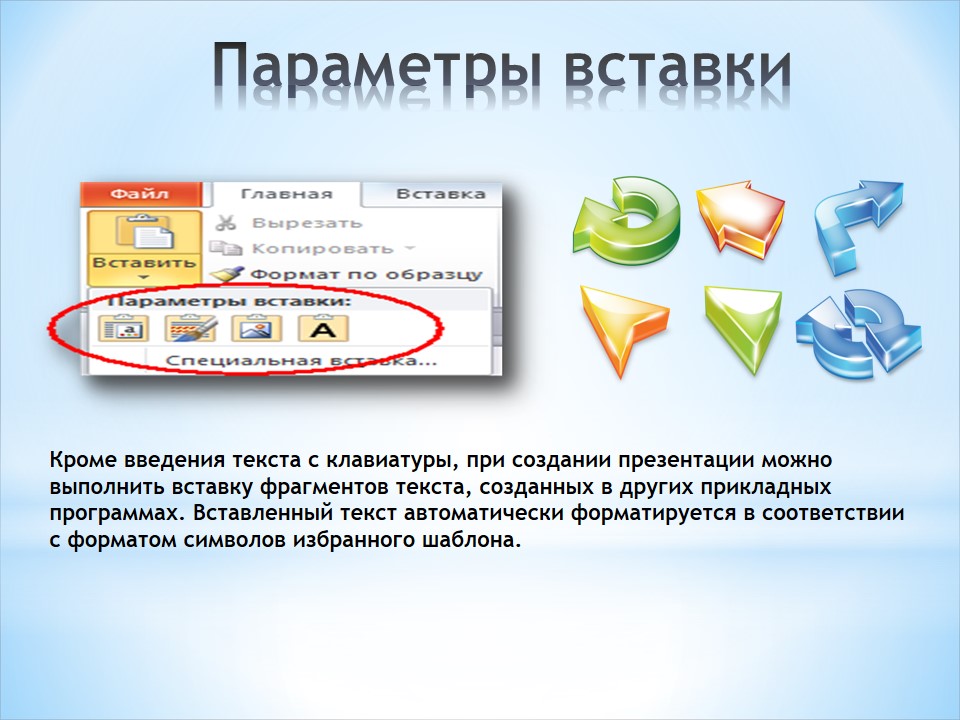 Параметры вставки
Файл Главная Вставка
Вырезать
Копировать
Вставить
Формат по образцу
Параметры вставки:
a A
Специальная вставка...
Кроме введения текста с клавиатуры, при создании презентации можно
выполнить вставку фрагментов текста, созданных в других прикладных
программах. Вставленный текст автоматически форматируется в соответствии
с форматом символов избранного шаблона.